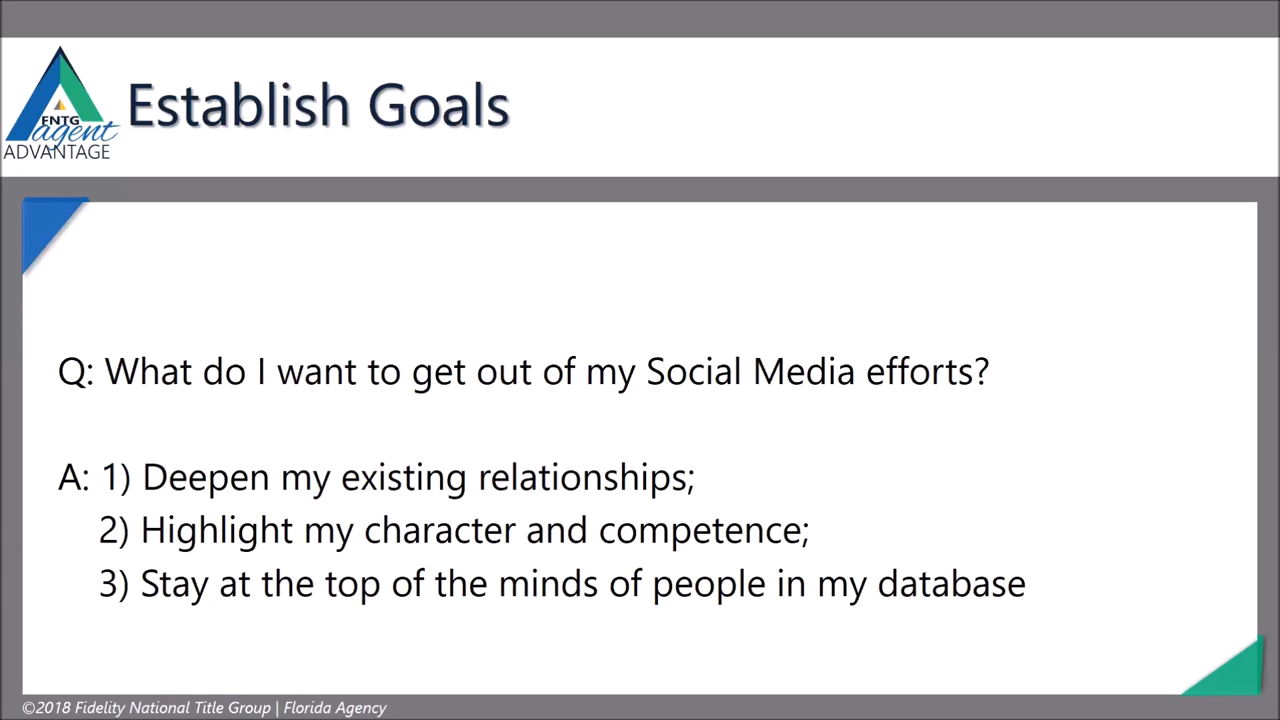 Establish Goals
FNTG
agent
ADVANTAGE
Q: What do I want to get out of my Social Media efforts?
A: 1) Deepen my existing relationships;
2) Highlight my character and competence;
3) Stay at the top of the minds of people in my database
©2018 Fidelity National Title Group | Florida Agency